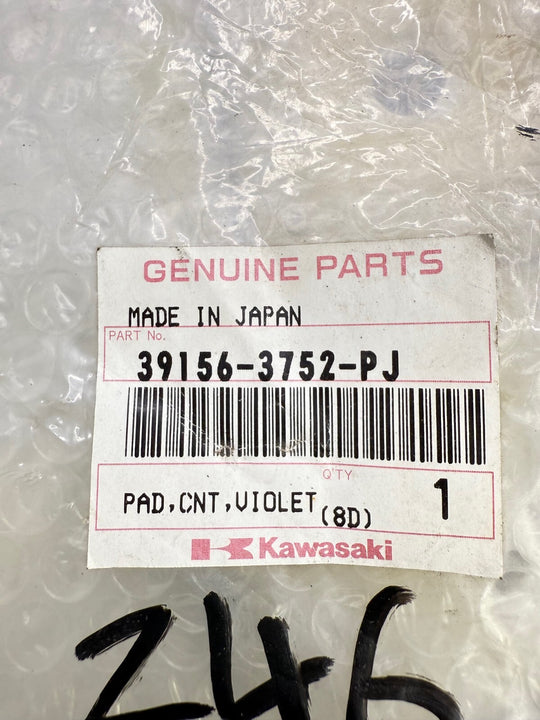 GENUINE PARTS
MADE IN JAPAN
PART No.
39156-3752-PJ
Q'TY
PAD,CNT,VIOLET (8D) 1
Kawasaki
246